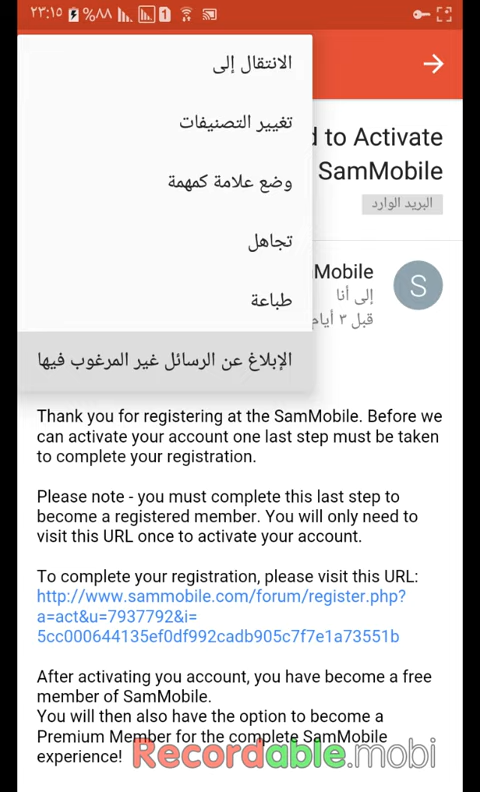 ٢٣:١٥ %٨٨ 1
الانتقال إلى
تغيير التصنيفات
وضع علامة كمهمة
تجاهل
طباعة
الإبلاغ عن الرسائل غير المرغوب فيها
d to Activate
SamMobile
البريد الوارد
Mobile
S
إلى أنا
قبل ٣ أيام
Thank you for registering at the SamMobile. Before we
can activate your account one last step must be taken
to complete your registration.
Please note - you must complete this last step to
become a registered member. You will only need to
visit this URL once to activate your account.
To complete your registration, please visit this URL:
http://www.sammobile.com/forum/register.php?
a=act&u=7937792&i=
5cc000644135ef0df992cadb905c7f7e1a73551b
After activating you account, you have become a free
member of SamMobile.
You will then also have the option to become a
Premium Member for the complete SamMobile
experience!
Recordable.mobi